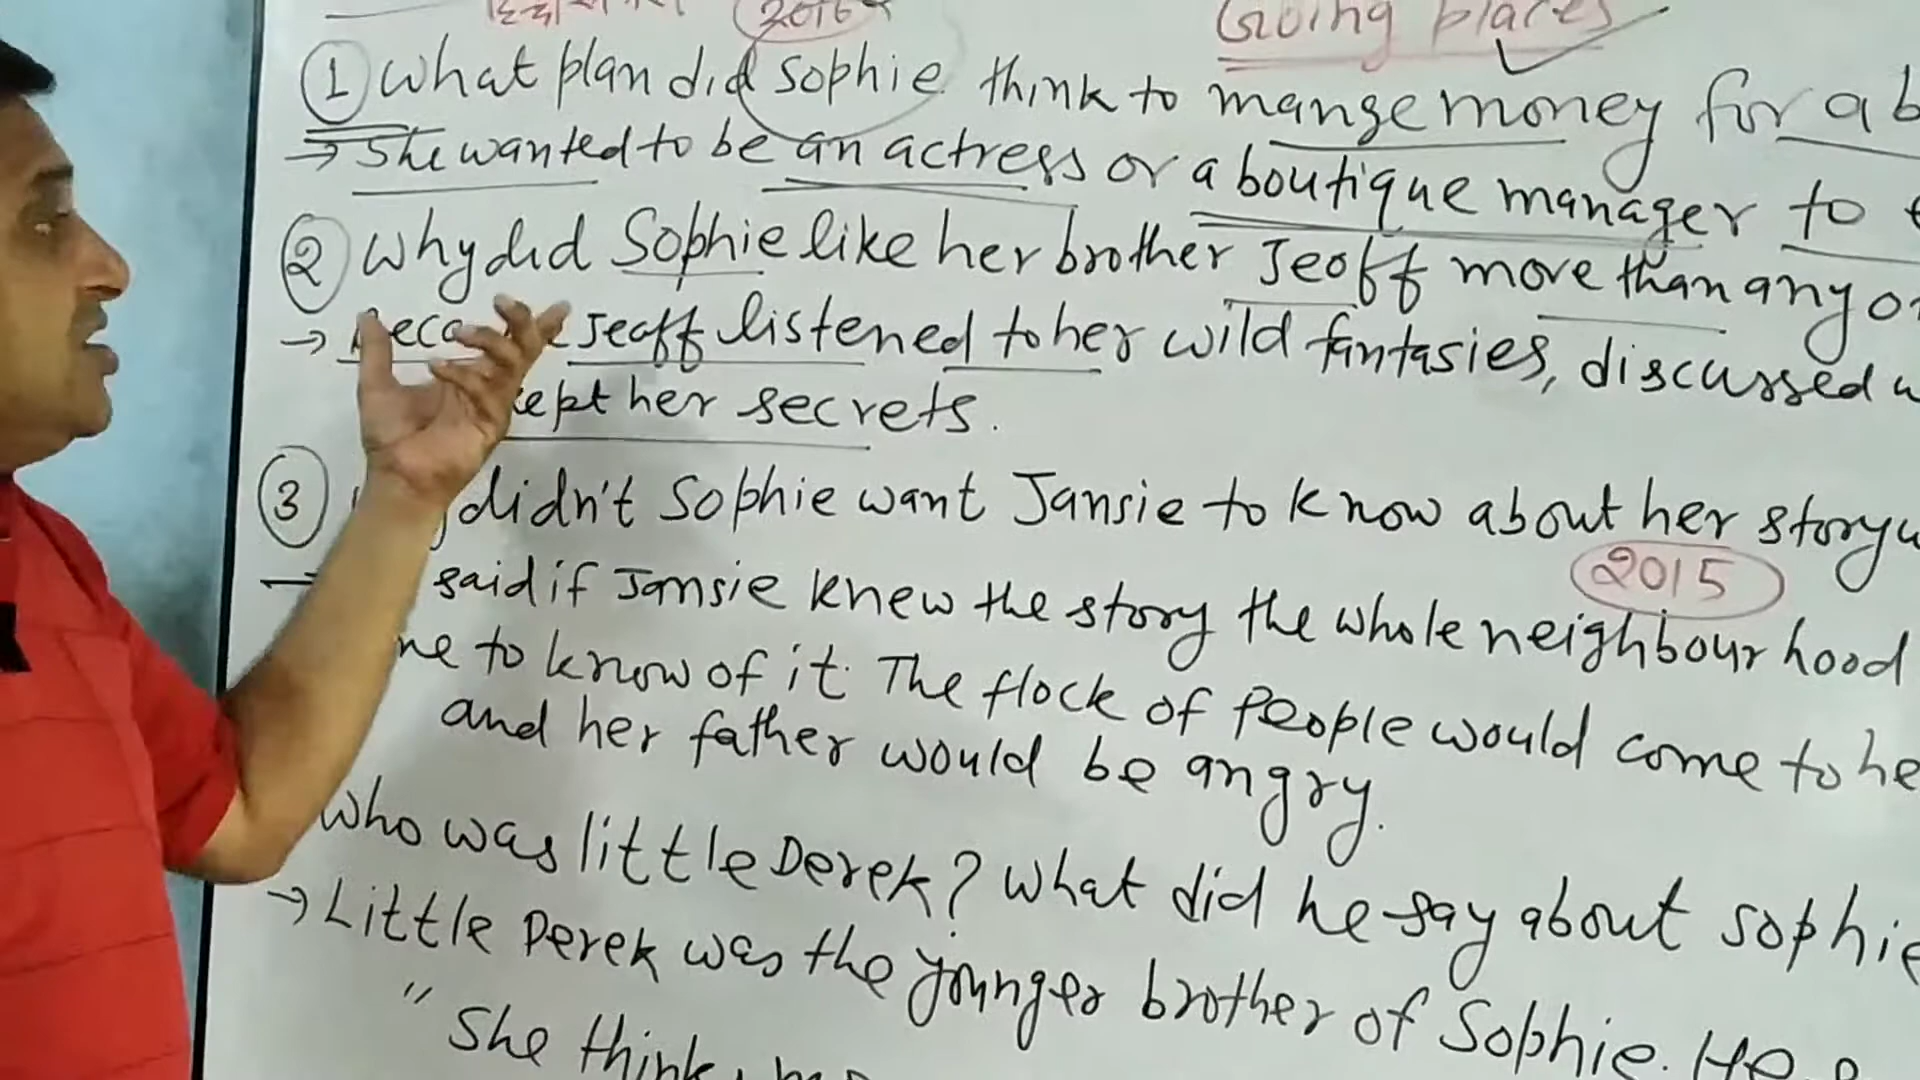 2016
Going places
① What plan did Sophie think to mange money for a b
→ She wanted to be an actress or a boutique manager to
② Why did Sophie like her brother Jeoff more than any
→ Jeoff listened to her wild fantasies, discussed
kept her secrets.
③ didn't Sophie want Jansie to know about her story
2015
said if Jansie knew the story the whole neighbourhood
to know of it. The flock of People would come to he
and her father would be angry.
Who was little Derek? What did he say about Sophie
→ Little Derek was the younger brother of Sophie. He
"She think